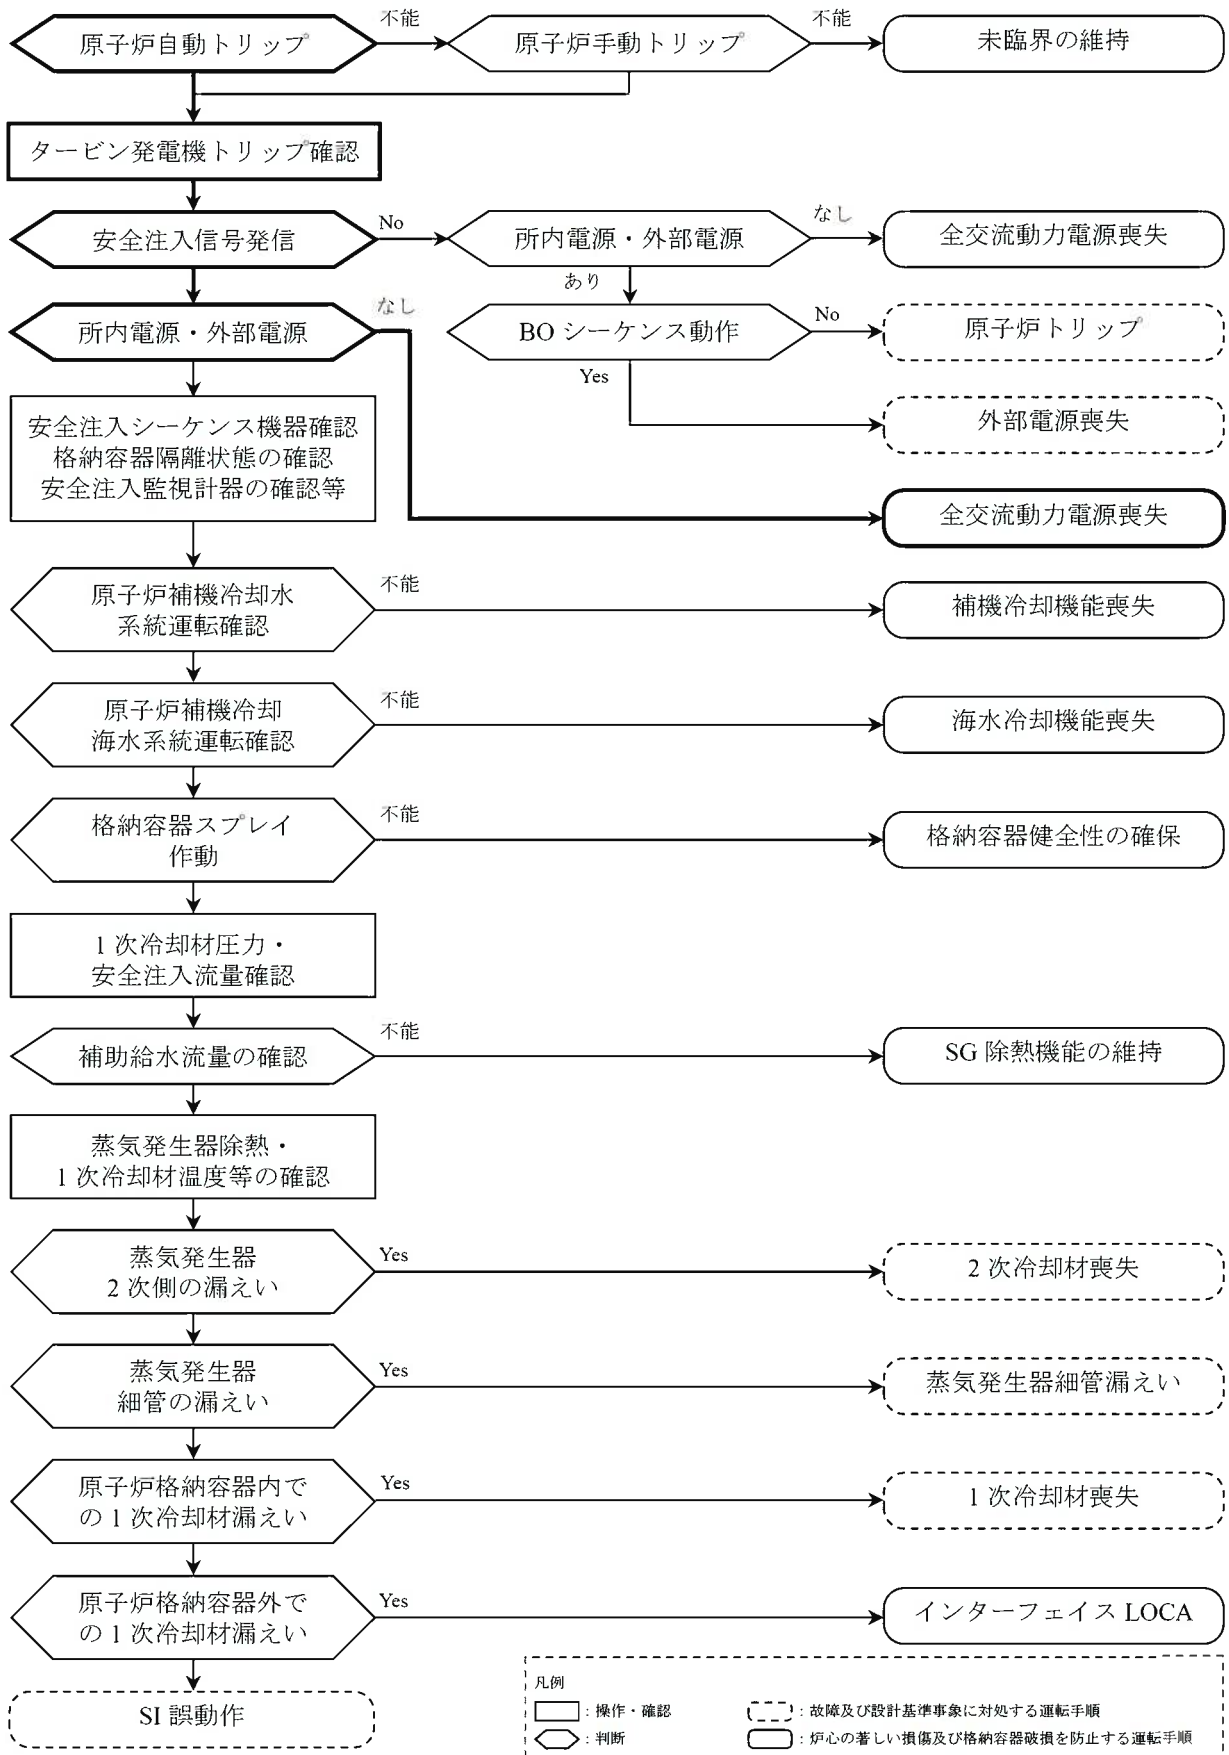 原子炉自動トリップ
不能
原子炉手動トリップ
不能
未臨界の維持
タービン発電機トリップ確認
安全注入信号発信
No
所内電源・外部電源
なし
全交流動力電源喪失
あり
所内電源・外部電源
なし
BO シーケンス動作
No
原子炉トリップ
Yes
外部電源喪失
安全注入シーケンス機器確認
格納容器隔離状態の確認
安全注入監視計器の確認等
全交流動力電源喪失
原子炉補機冷却水
系統運転確認
不能
補機冷却機能喪失
原子炉補機冷却
海水系統運転確認
不能
海水冷却機能喪失
格納容器スプレイ
作動
不能
格納容器健全性の確保
1 次冷却材圧力・
安全注入流量確認
補助給水流量の確認
不能
SG 除熱機能の維持
蒸気発生器除熱・
1 次冷却材温度等の確認
蒸気発生器
2 次側の漏えい
Yes
2 次冷却材喪失
蒸気発生器
細管の漏えい
Yes
蒸気発生器細管漏えい
原子炉格納容器内で
の 1 次冷却材漏えい
Yes
1 次冷却材喪失
原子炉格納容器外で
の 1 次冷却材漏えい
Yes
インターフェイス LOCA
SI 誤動作
凡例
：操作・確認
：故障及び設計基準事象に対処する運転手順
：判断
：炉心の著しい損傷及び格納容器破損を防止する運転手順